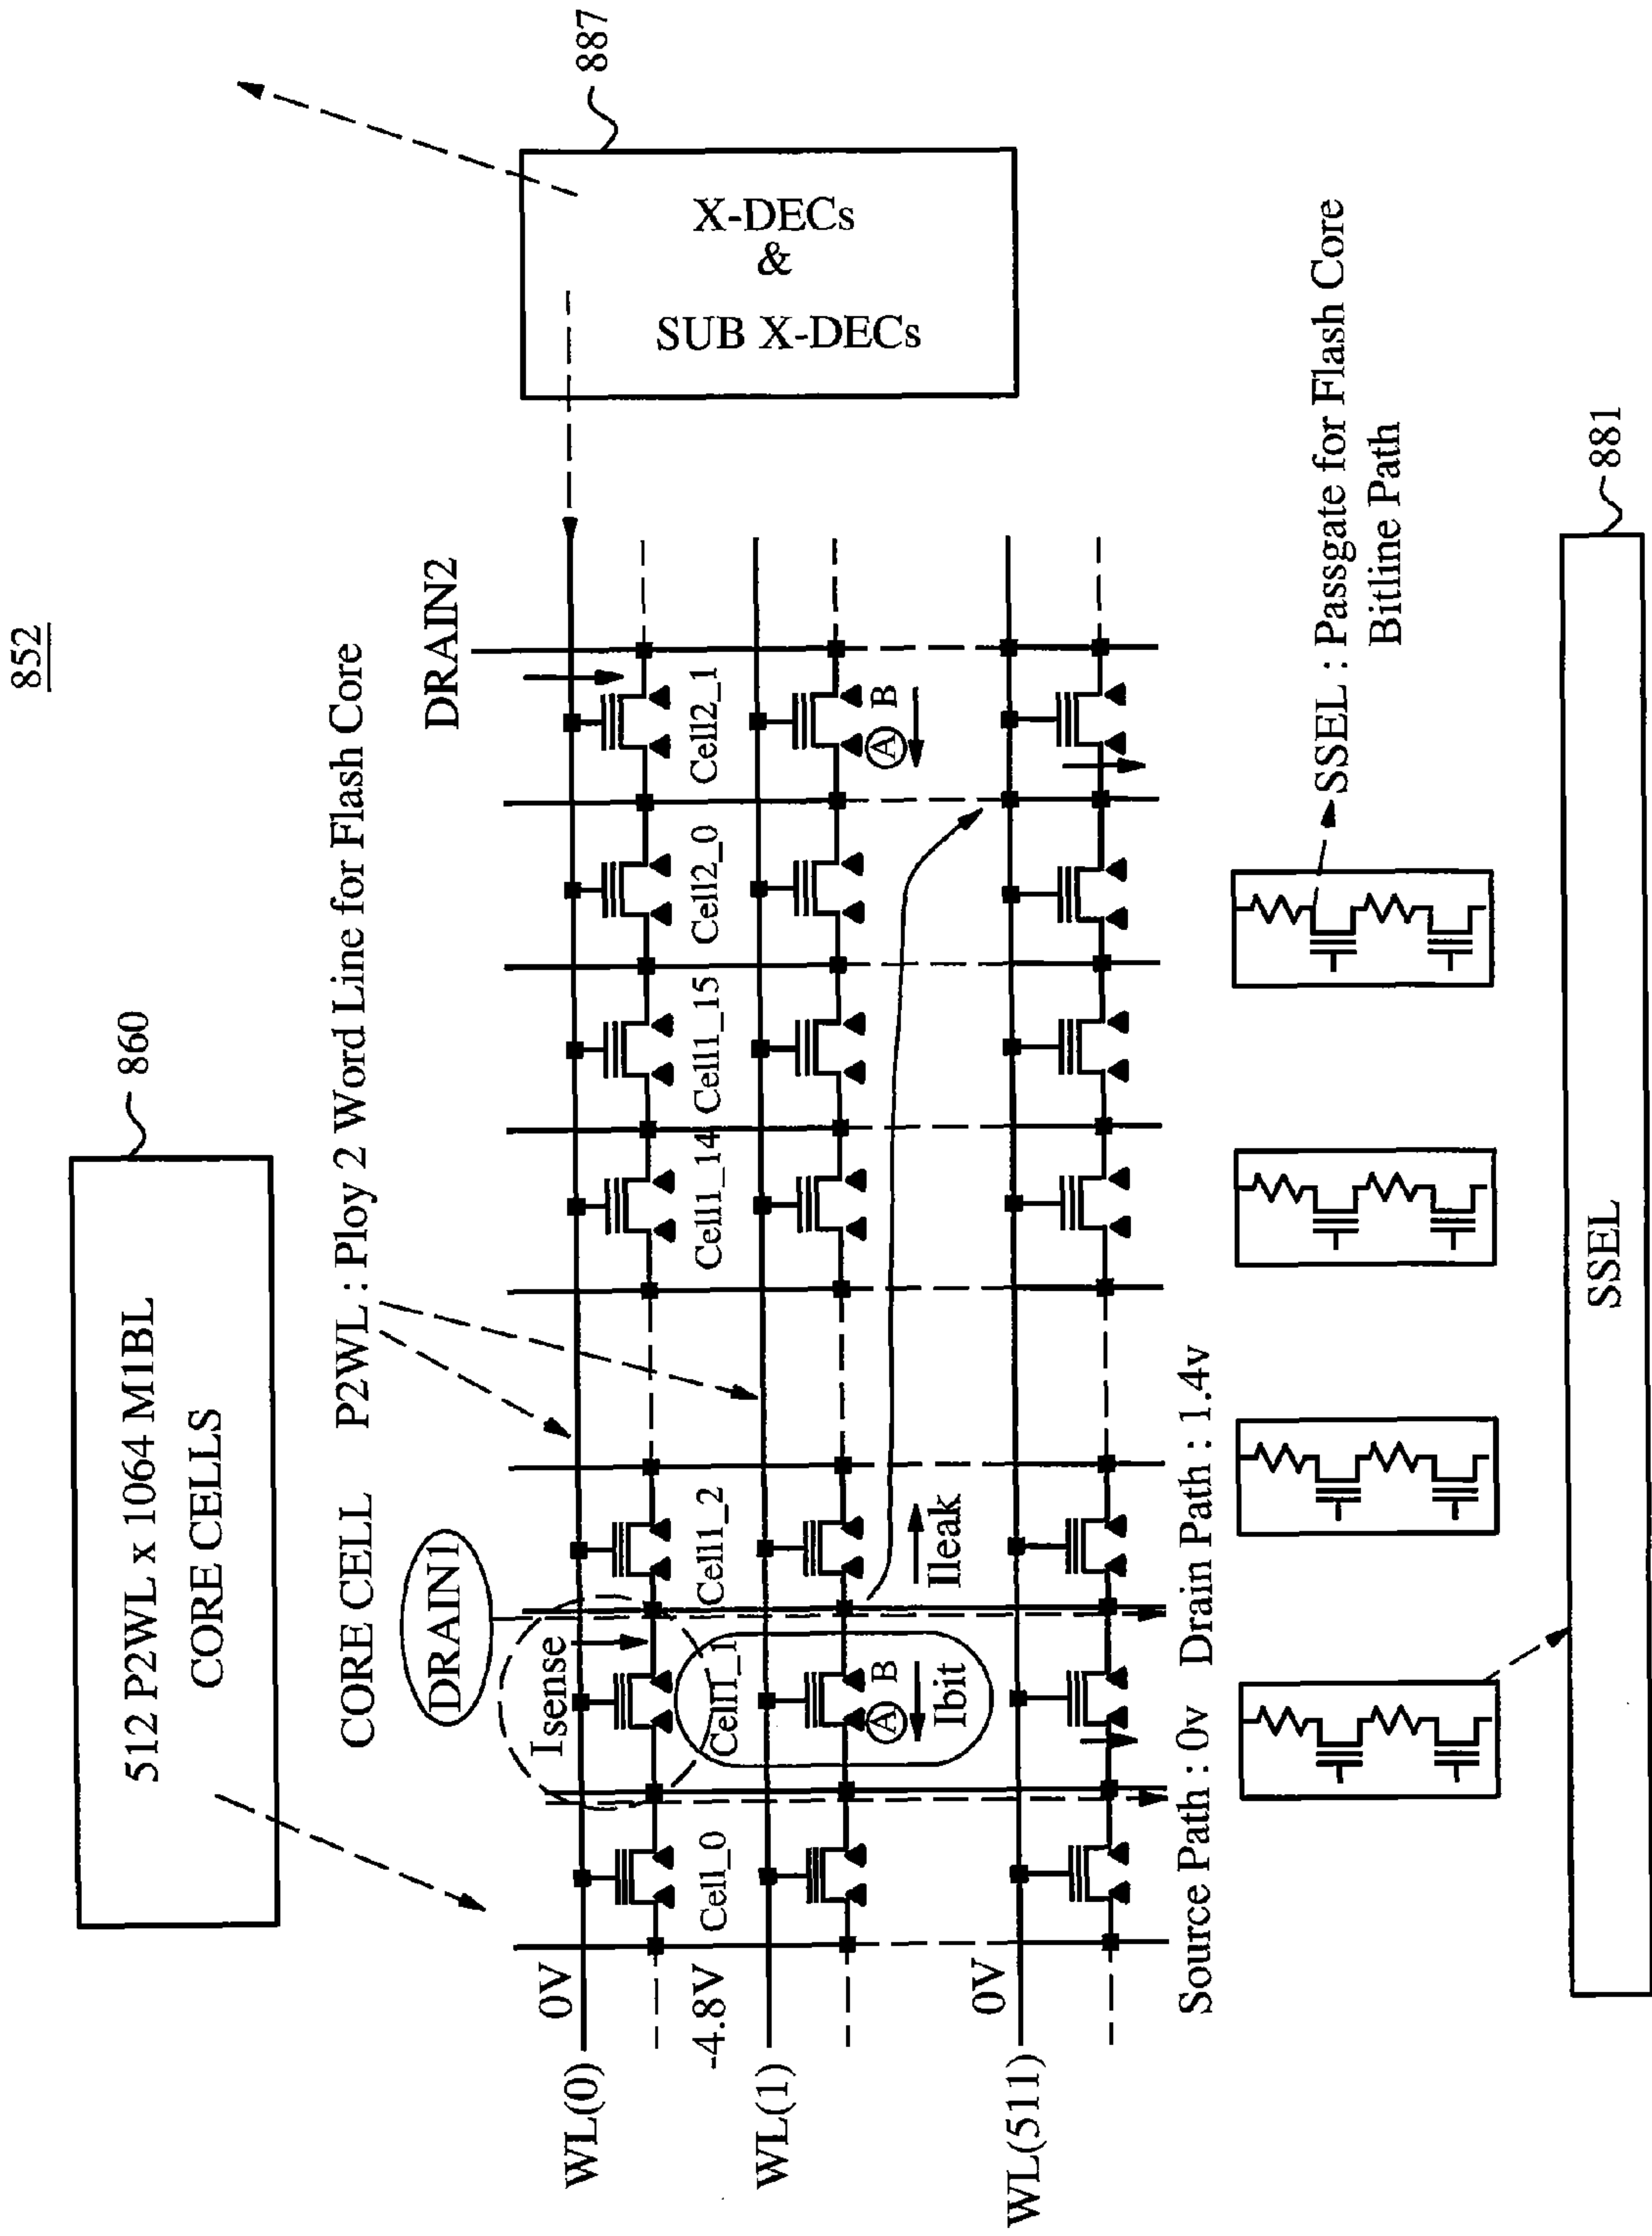 852
512 P2WL x 1064 M1BL
CORE CELLS
860
CORE CELL
P2WL : Ploy 2 Word Line for Flash Core
DRAIN1
DRAIN2
887
X-DECs
&
SUB X-DECs
WL(0)
0V
Isense
Cell1_0
Cell1_1
Cell1_2
Cell1_14
Cell1_15
Cell2_0
Cell2_1
-4.8V
WL(1)
A B
Ibit
Ileak
A B
0V
WL(511)
Source Path : 0v
Drain Path : 1.4v
SSEL : Passgate for Flash Core
Bitline Path
SSEL
881